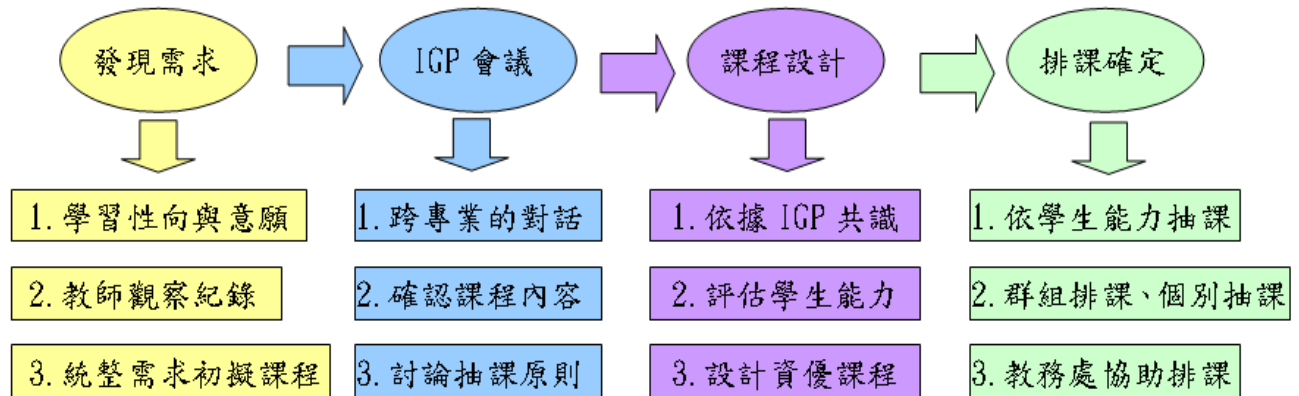 發現需求
IGP 會議
課程設計
排課確定
1.學習性向與意願
1.跨專業的對話
1.依據 IGP 共識
1.依學生能力抽課
2.教師觀察紀錄
2.確認課程內容
2.評估學生能力
2.群組排課、個別抽課
3.統整需求初擬課程
3.討論抽課原則
3.設計資優課程
3.教務處協助排課